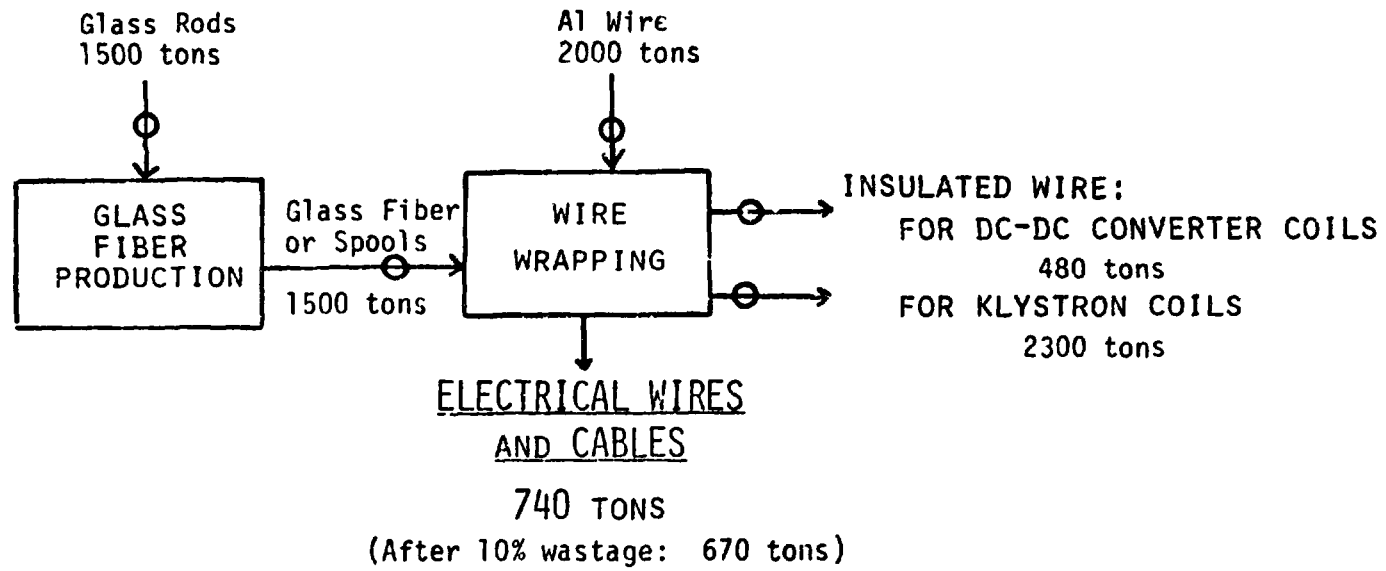 Glass Rods
1500 tons
Al Wire
2000 tons
GLASS
FIBER
PRODUCTION
Glass Fiber
or Spools
1500 tons
WIRE
WRAPPING
INSULATED WIRE:
FOR DC-DC CONVERTER COILS
480 tons
FOR KLYSTRON COILS
2300 tons
ELECTRICAL WIRES
AND CABLES
740 TONS
(After 10% wastage: 670 tons)